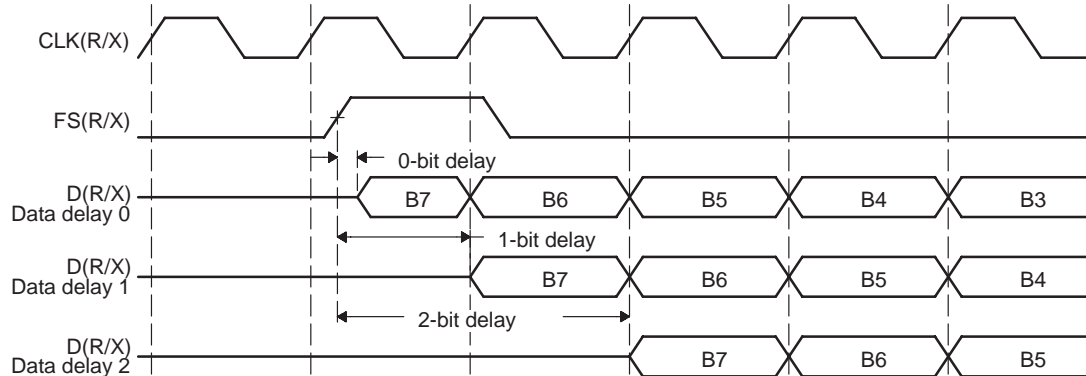 CLK(R/X)
FS(R/X)
0-bit delay
D(R/X)
Data delay 0
B7 B6 B5 B4 B3
1-bit delay
D(R/X)
Data delay 1
B7 B6 B5 B4
2-bit delay
D(R/X)
Data delay 2
B7 B6 B5